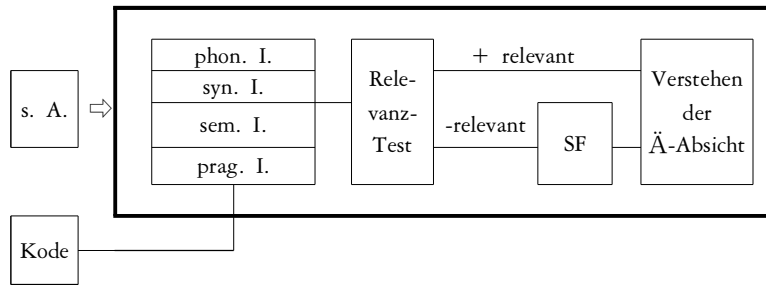 phon. I.
syn. I.
sem. I.
prag. I.
s. A.
Kode
Rele-
vanz-
Test
+ relevant
-relevant
SF
Verstehen
der
Ä-Absicht